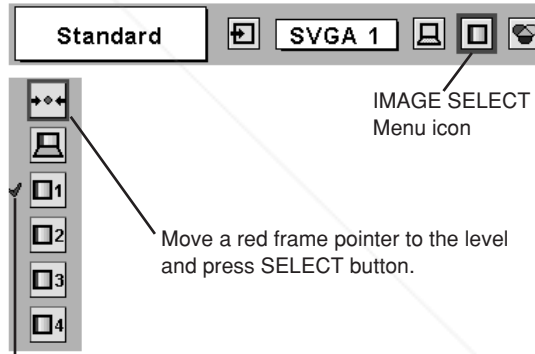 Standard
SVGA 1
IMAGE SELECT
Menu icon
1
2
3
4
Move a red frame pointer to the level
and press SELECT button.